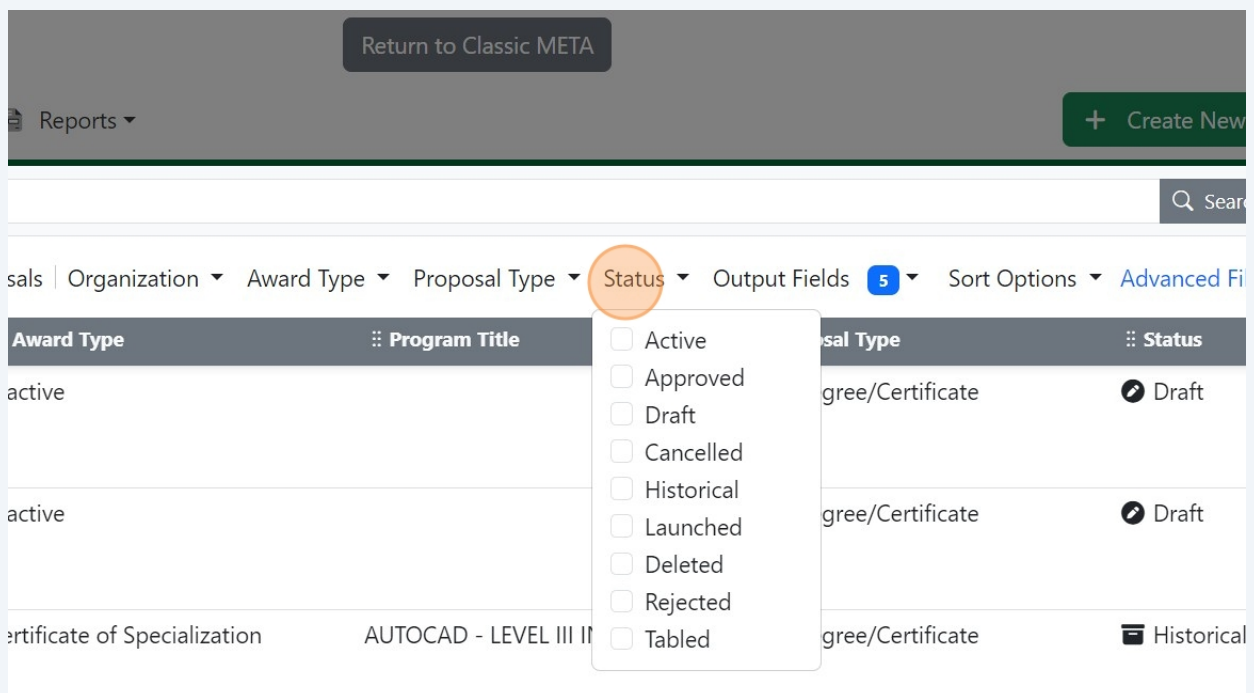 Return to Classic META
Reports
+ Create New
Sear
sals Organization Award Type Proposal Type Status Output Fields 5 Sort Options Advanced Fi
Award Type Program Title sal Type Status
Active
Approved
Draft
Cancelled
Historical
Launched
Deleted
Rejected
Tabled
active gree/Certificate Draft
active gree/Certificate Draft
ertificate of Specialization AUTOCAD - LEVEL III gree/Certificate Historical